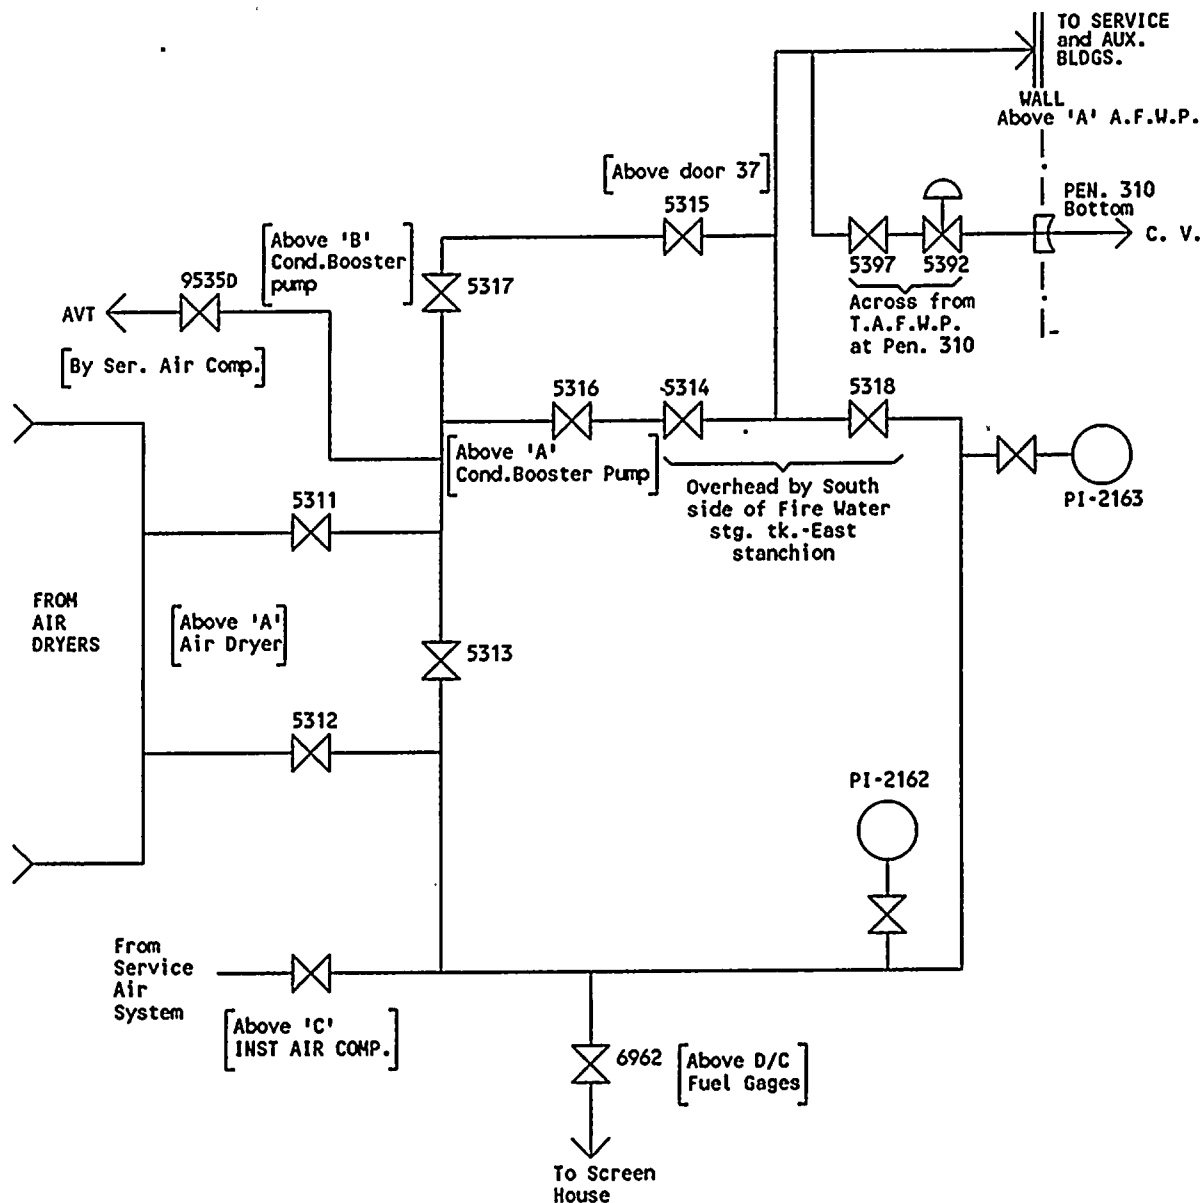 TO SERVICE
and AUX.
BLDGS.
WALL
Above 'A' A.F.W.P.
[Above door 37]
5315
PEN. 310
Bottom
C. V.
[Above 'B'
Cond.Booster
pump]
9535D
5317
5397
5392
AVT
Across from
T.A.F.W.P.
at Pen. 310
[By Ser. Air Comp.]
5316
5314
5318
[Above 'A'
Cond.Booster Pump]
Overhead by South
side of Fire Water
stg. tk.-East
stanchion
PI-2163
5311
FROM
AIR
DRYERS
[Above 'A'
Air Dryer]
5313
5312
PI-2162
From
Service
Air
System
[Above 'C'
INST AIR COMP.]
6962
[Above D/C
Fuel Gages]
To Screen
House